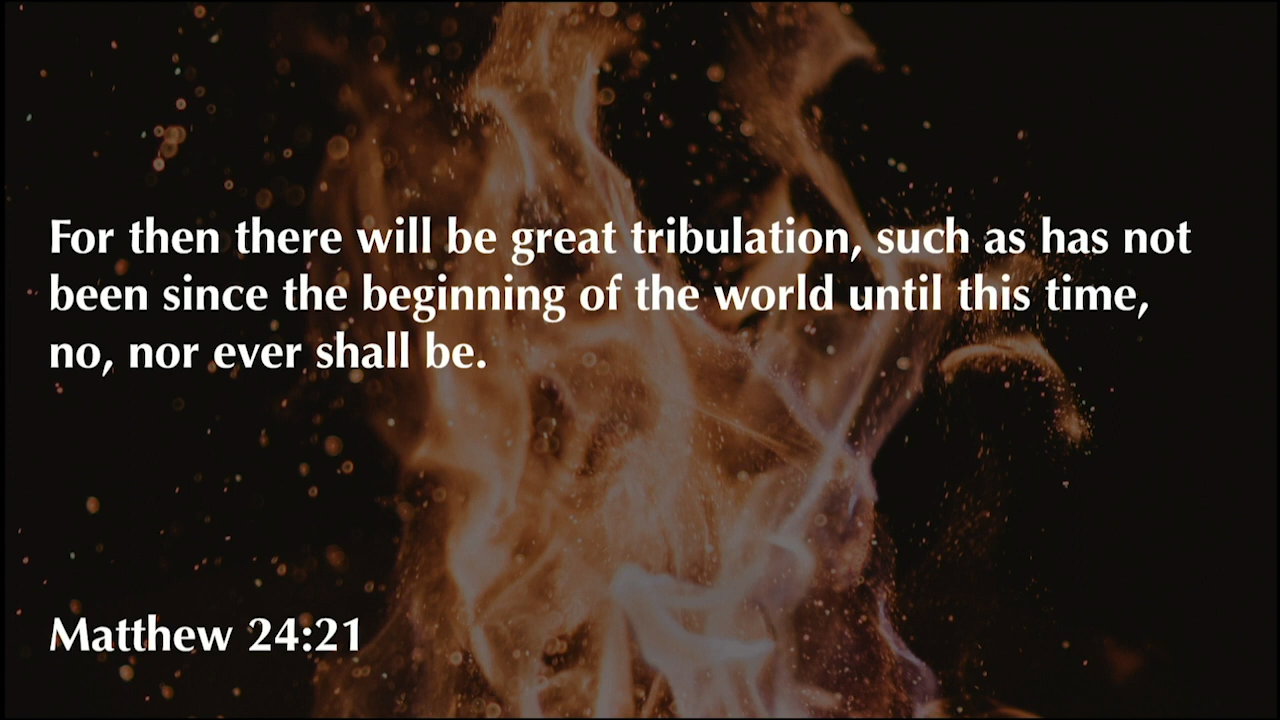 For then there will be great tribulation, such as has not
been since the beginning of the world until this time,
no, nor ever shall be.
Matthew 24:21